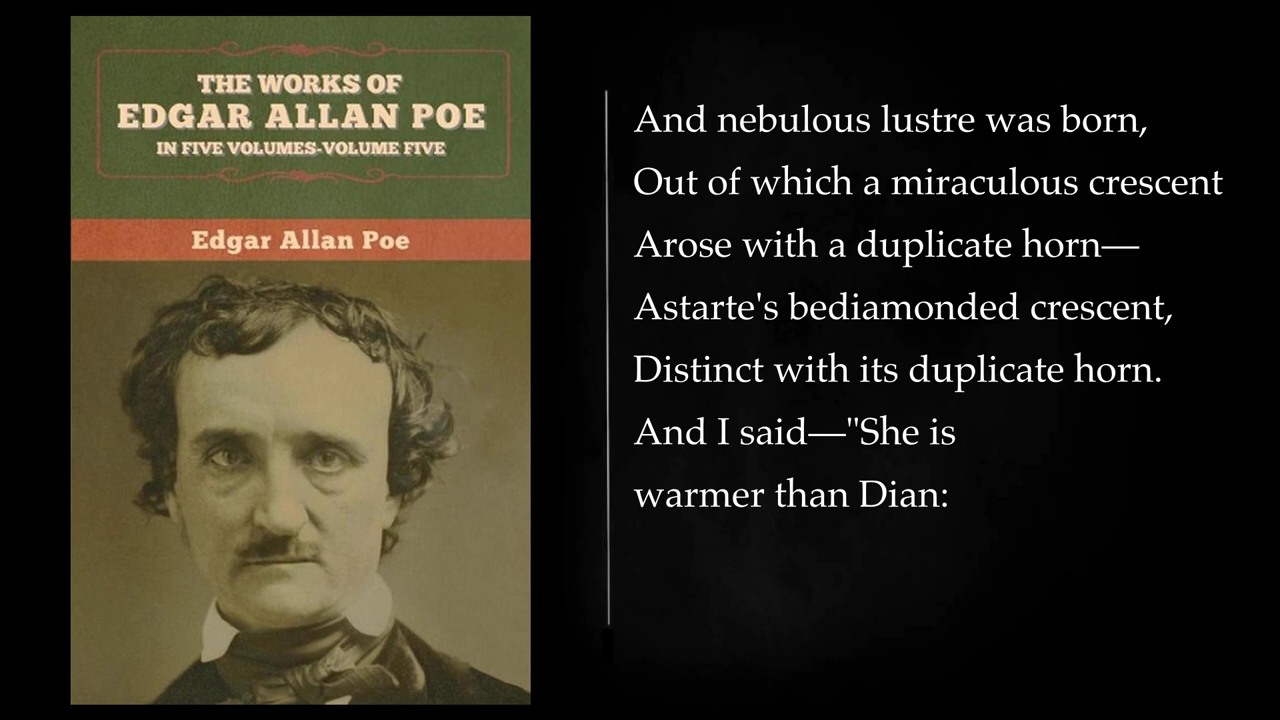 THE WORKS OF
EDGAR ALLAN POE
IN FIVE VOLUMES-VOLUME FIVE
Edgar Allan Poe
And nebulous lustre was born,
Out of which a miraculous crescent
Arose with a duplicate horn—
Astarte's bediamonded crescent,
Distinct with its duplicate horn.
And I said—"She is
warmer than Dian: